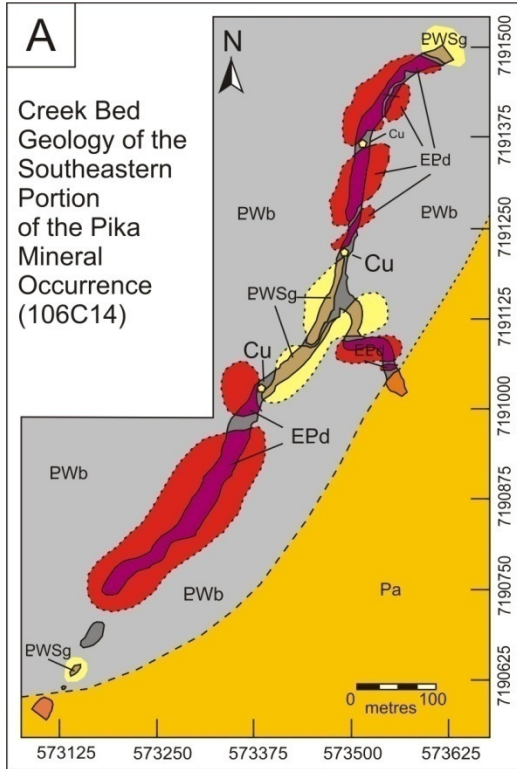 A
Creek Bed
Geology of the
Southeastern
Portion
of the Pika
Mineral
Occurrence
(106C14)
N
PWSg
Cu
EPd
PWb
PWb
Cu
PWSg
EPd
Cu
EPd
PWb
PWb
Pa
PWSg
0 100
metres
7191500
7191375
7191250
7191125
7191000
7190875
7190750
7190625
573125 573250 573375 573500 573625